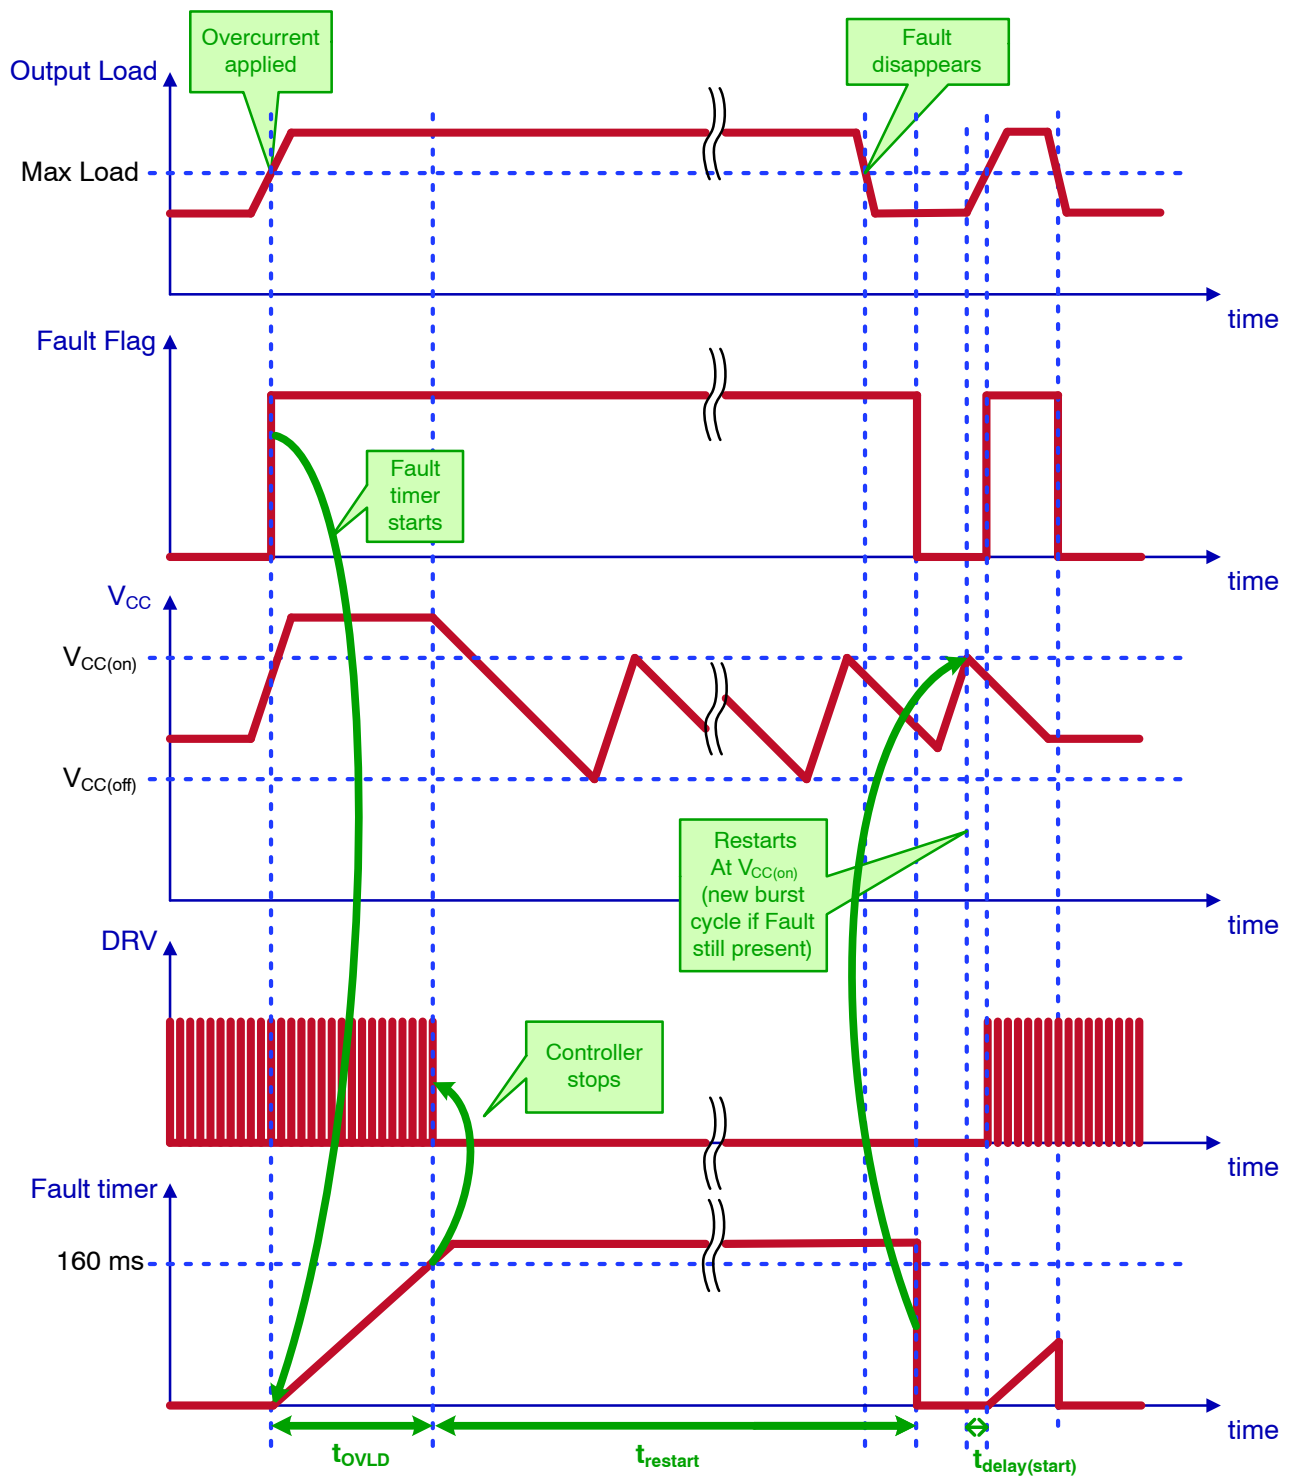 Overcurrent
applied
Fault
disappears
Output Load
Max Load
time
Fault Flag
Fault
timer
starts
time
VCC
VCC(on)
VCC(off)
Restarts
At VCC(on)
(new burst
cycle if Fault
still present)
time
DRV
Controller
stops
time
Fault timer
160 ms
time
tOVLD
trestart
tdelay(start)